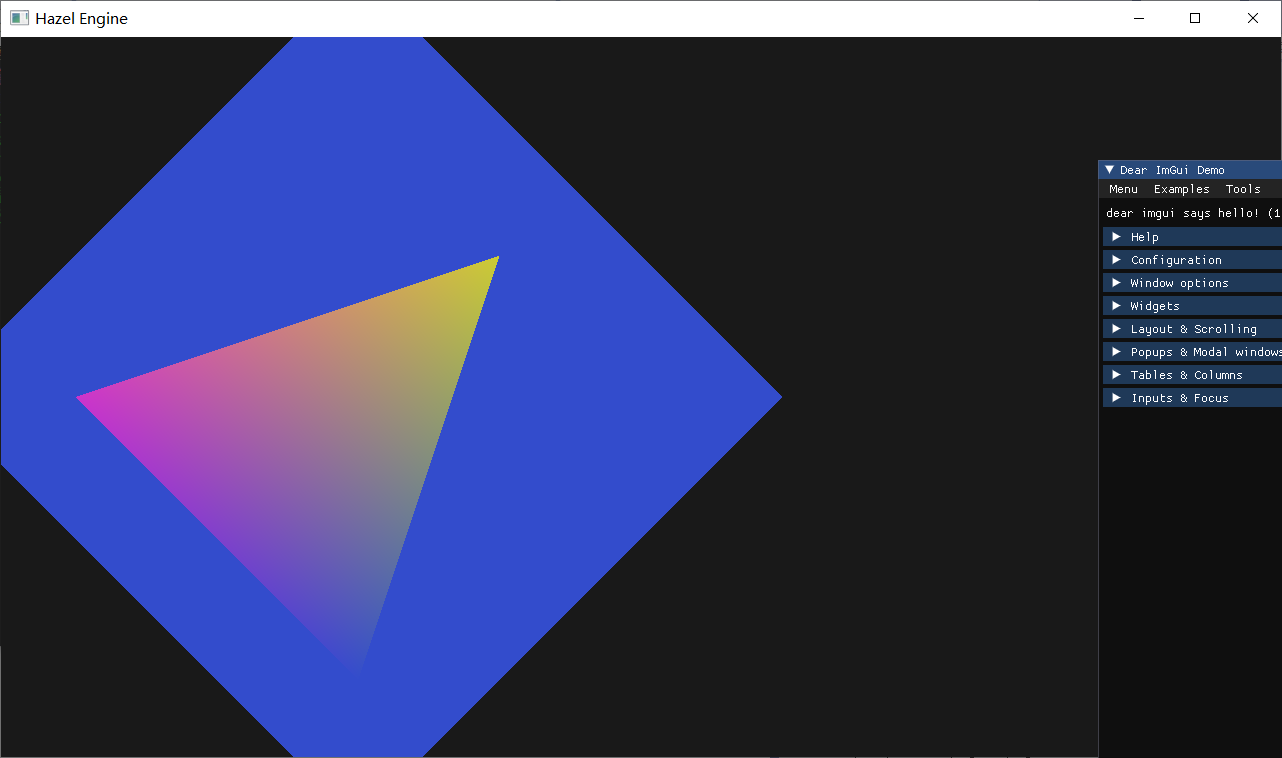 Hazel Engine
Dear ImGui Demo
Menu Examples Tools
dear imgui says hello! (1
Help
Configuration
Window options
Widgets
Layout & Scrolling
Popups & Modal windows
Tables & Columns
Inputs & Focus